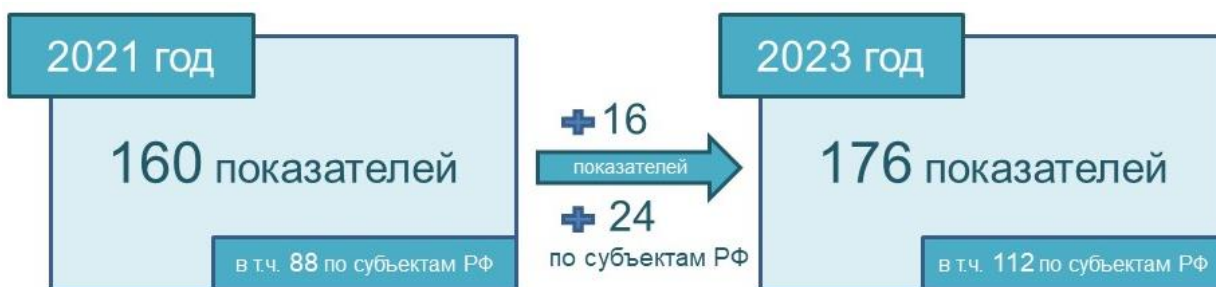 2021 год
160 показателей
в т.ч. 88 по субъектам РФ
+ 16
показателей
+ 24
по субъектам РФ
2023 год
176 показателей
в т.ч. 112 по субъектам РФ